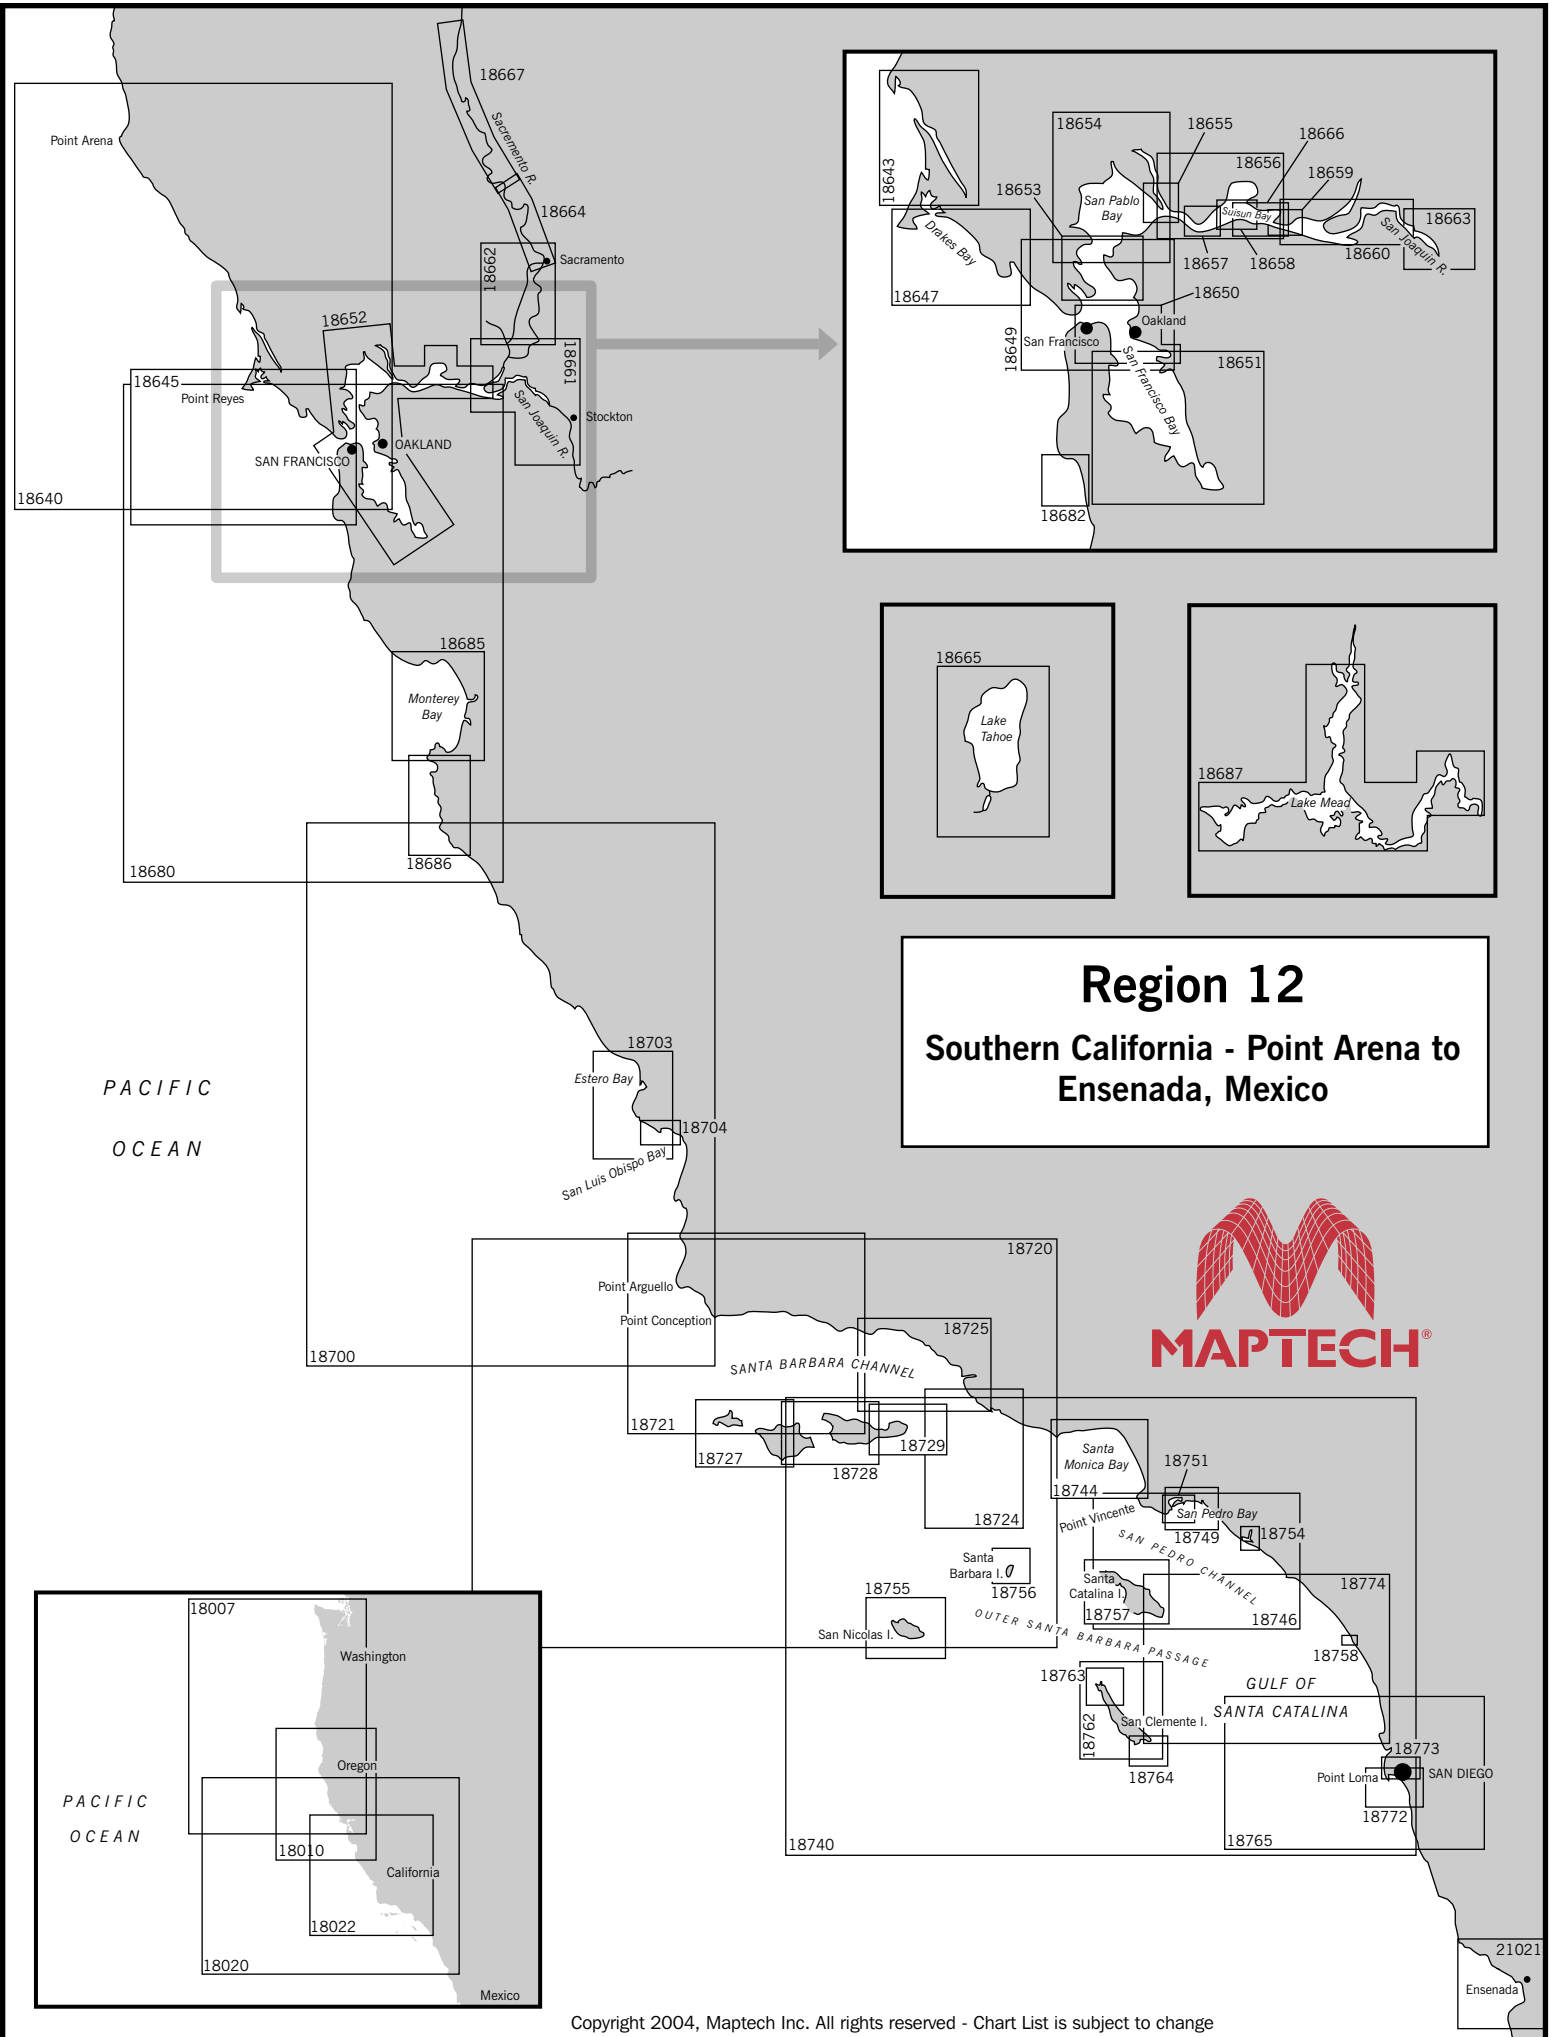 18667
Sacremento R.
Point Arena
18664
18662
Sacramento
18652
18661
18645
Point Reyes
San Joaquin R.
Stockton
OAKLAND
SAN FRANCISCO
18640
18654
18655
18666
18656
18659
18643
18653
San Pablo
Bay
Suisun Bay
18663
Drakes Bay
San Joaquin R.
18657
18658
18660
18647
18650
18649
Oakland
San Francisco
San Francisco Bay
18651
18682
18685
Monterey
Bay
18686
18680
18665
Lake
Tahoe
18687
Lake Mead
Region 12
Southern California - Point Arena to
Ensenada, Mexico
PACIFIC
OCEAN
18703
Estero Bay
18704
San Luis Obispo Bay
MAPTECH®
18720
Point Arguello
Point Conception
18700
18725
SANTA BARBARA CHANNEL
18721
18727
18728
18729
18724
Santa
Monica Bay
18744
18751
Point Vincente
San Pedro Bay
18749
18754
SAN PEDRO CHANNEL
Santa
Barbara I.
18756
18755
San Nicolas I.
Santa
Catalina I.
18757
18774
18746
OUTER SANTA BARBARA PASSAGE
18758
18763
18762
San Clemente I.
18764
GULF OF
SANTA CATALINA
18773
Point Loma
SAN DIEGO
18772
18765
18740
18007
Washington
Oregon
PACIFIC
OCEAN
18010
California
18022
18020
Mexico
21021
Ensenada
Copyright 2004, Maptech Inc. All rights reserved - Chart List is subject to change